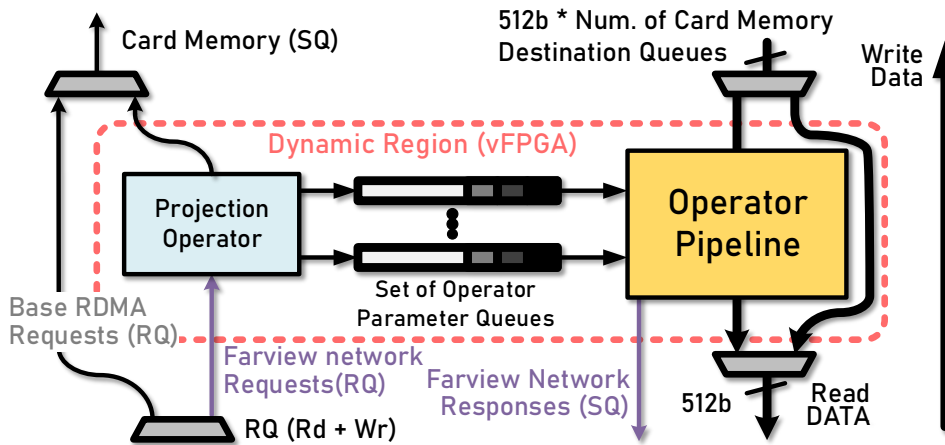 Card Memory (SQ)
512b * Num. of Card Memory
Destination Queues
Write
Data
Dynamic Region (vFPGA)
Projection
Operator
Operator
Pipeline
Set of Operator
Parameter Queues
Base RDMA
Requests (RQ)
Farview network
Requests(RQ)
Farview Network
Responses (SQ)
512b
Read
DATA
RQ (Rd + Wr)